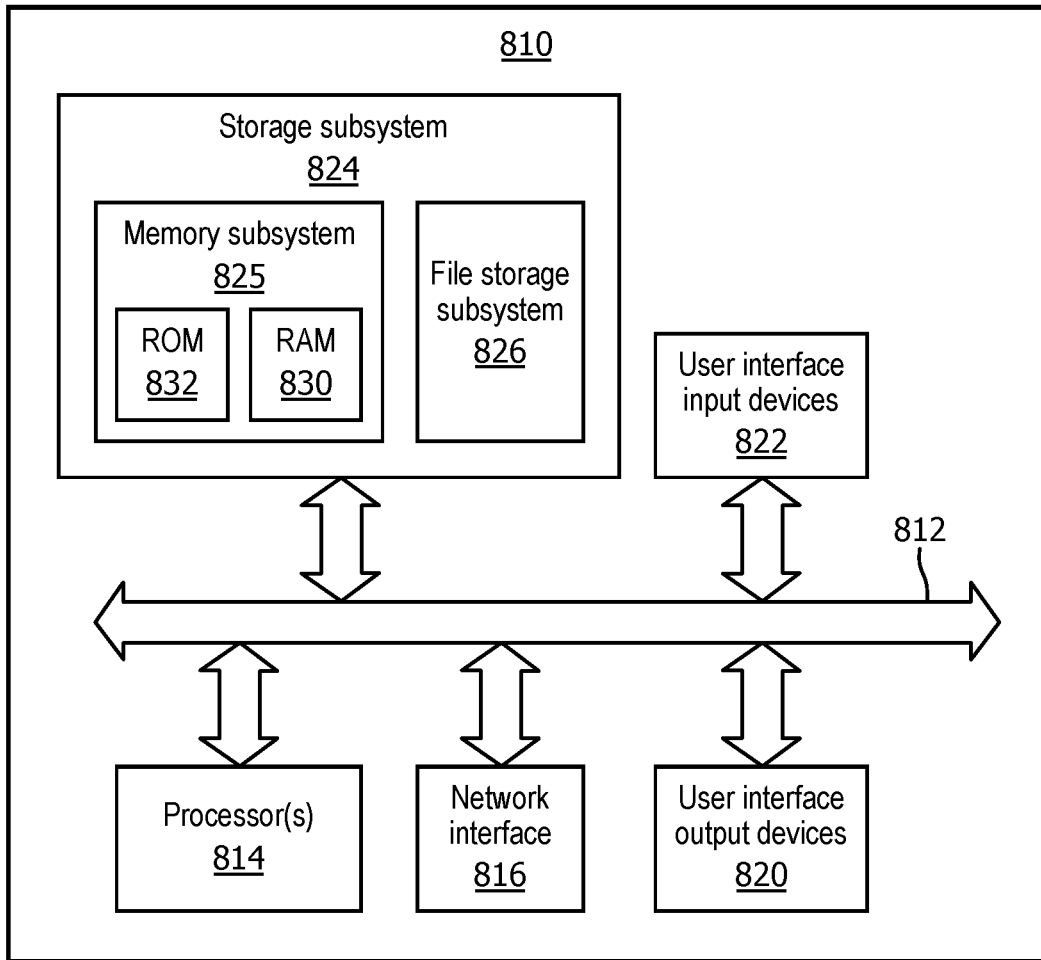 810
Storage subsystem
824
Memory subsystem
825
ROM
832
RAM
830
File storage
subsystem
826
User interface
input devices
822
812
Processor(s)
814
Network
interface
816
User interface
output devices
820